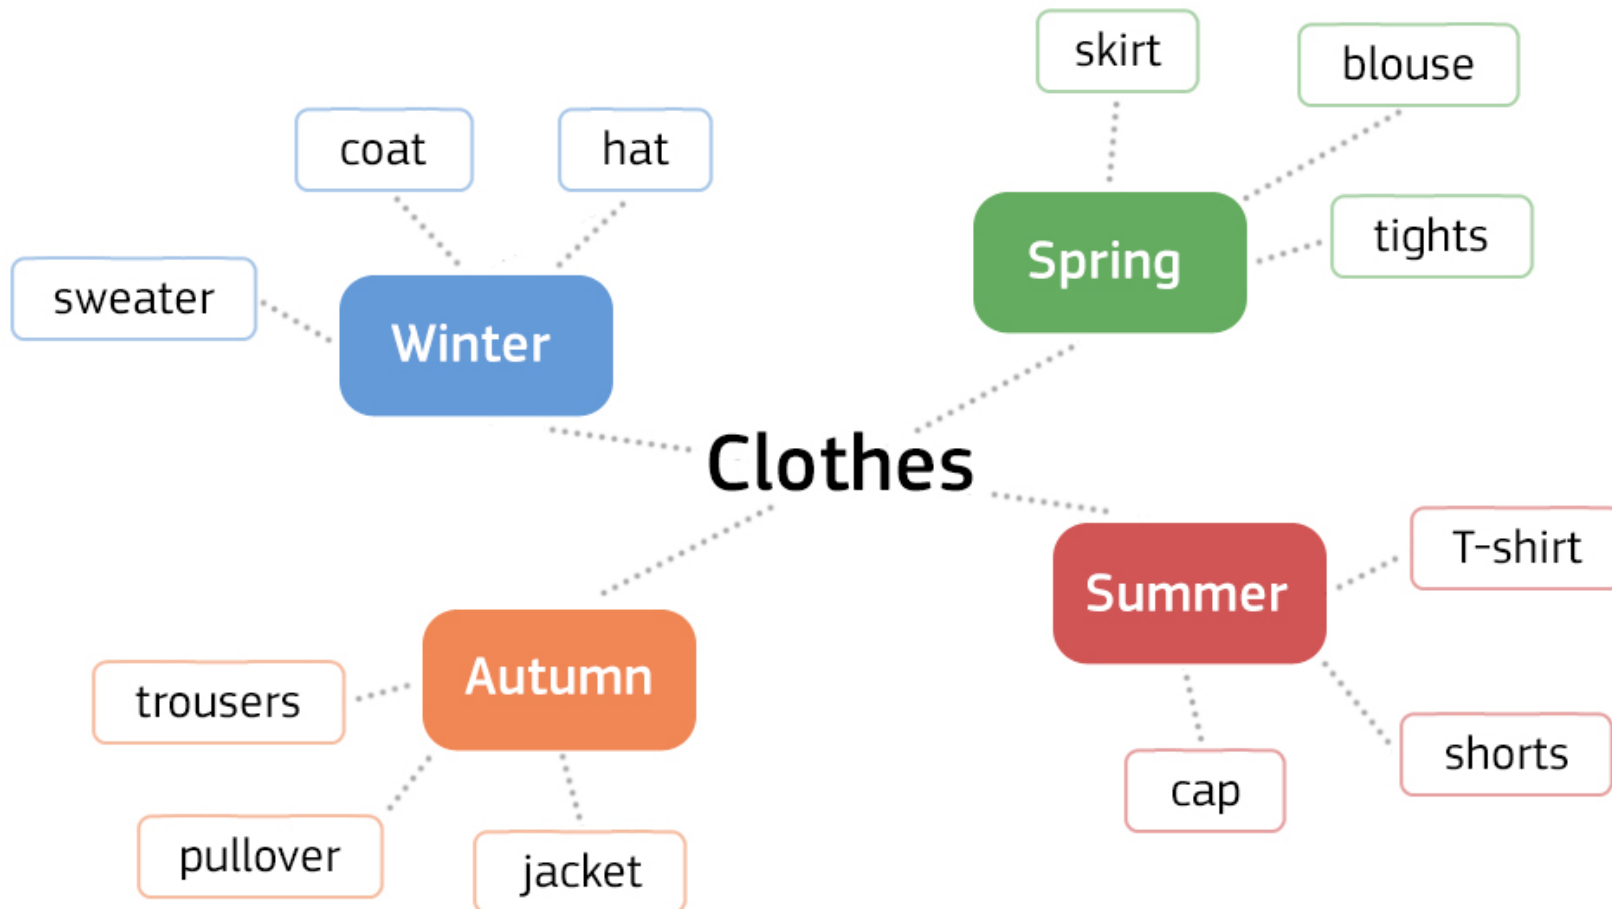 skirt
blouse
coat
hat
tights
Spring
sweater
Winter
Clothes
T-shirt
Summer
Autumn
trousers
shorts
cap
pullover
jacket